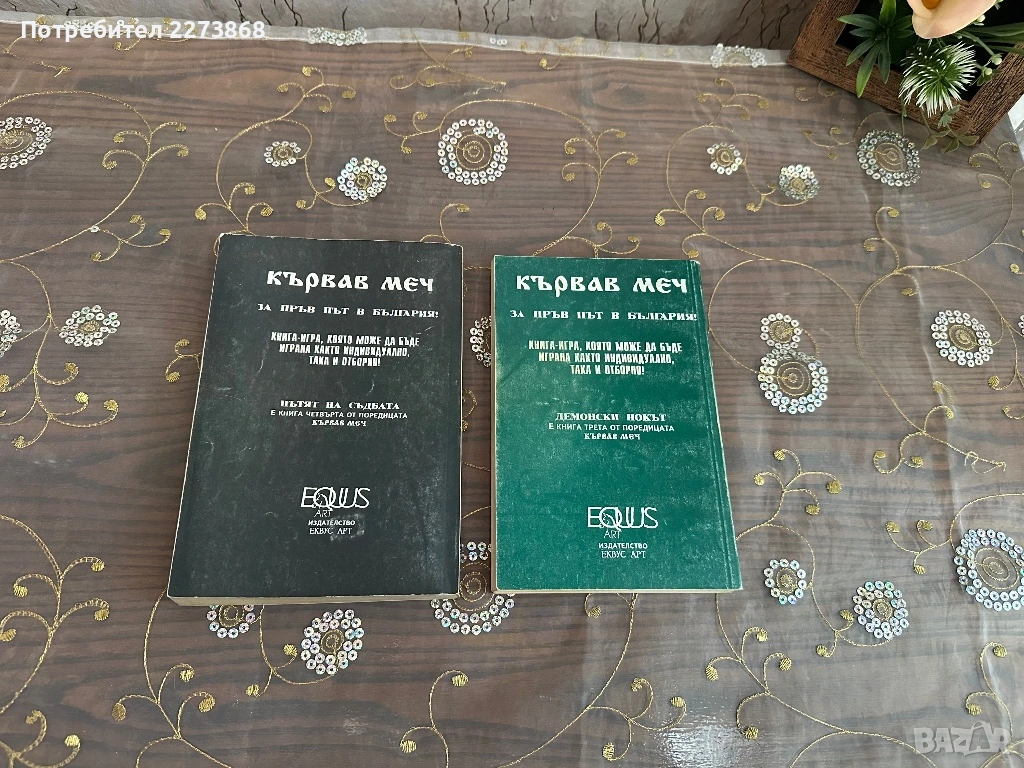 Потребител 2273868
КЪРВАВ МЕЧ
ЗА ПРЪВ ПЪТ В БЪЛГАРИЯ!
КНИГА-ИГРА, КОЯТО МОЖЕ ДА БЪДЕ
ИГРАНА КАКТО ИНДИВИДУАЛНО,
ТАКА И ОТБОРНО!
ПЪТЯТ НА СЪДБАТА
Е КНИГА ЧЕТВЪРТА ОТ ПОРЕДИЦАТА
КЪРВАВ МЕЧ
EQUUS
ART
ИЗДАТЕЛСТВО
ЕКВУС АРТ
КЪРВАВ МЕЧ
ЗА ПРЪВ ПЪТ В БЪЛГАРИЯ!
КНИГА-ИГРА, КОЯТО МОЖЕ ДА БЪДЕ
ИГРАНА КАКТО ИНДИВИДУАЛНО,
ТАКА И ОТБОРНО!
ДЕМОНСКИ НОКЪТ
Е КНИГА ТРЕТА ОТ ПОРЕДИЦАТА
КЪРВАВ МЕЧ
EQUUS
ART
ИЗДАТЕЛСТВО
ЕКВУС АРТ
BAZAR